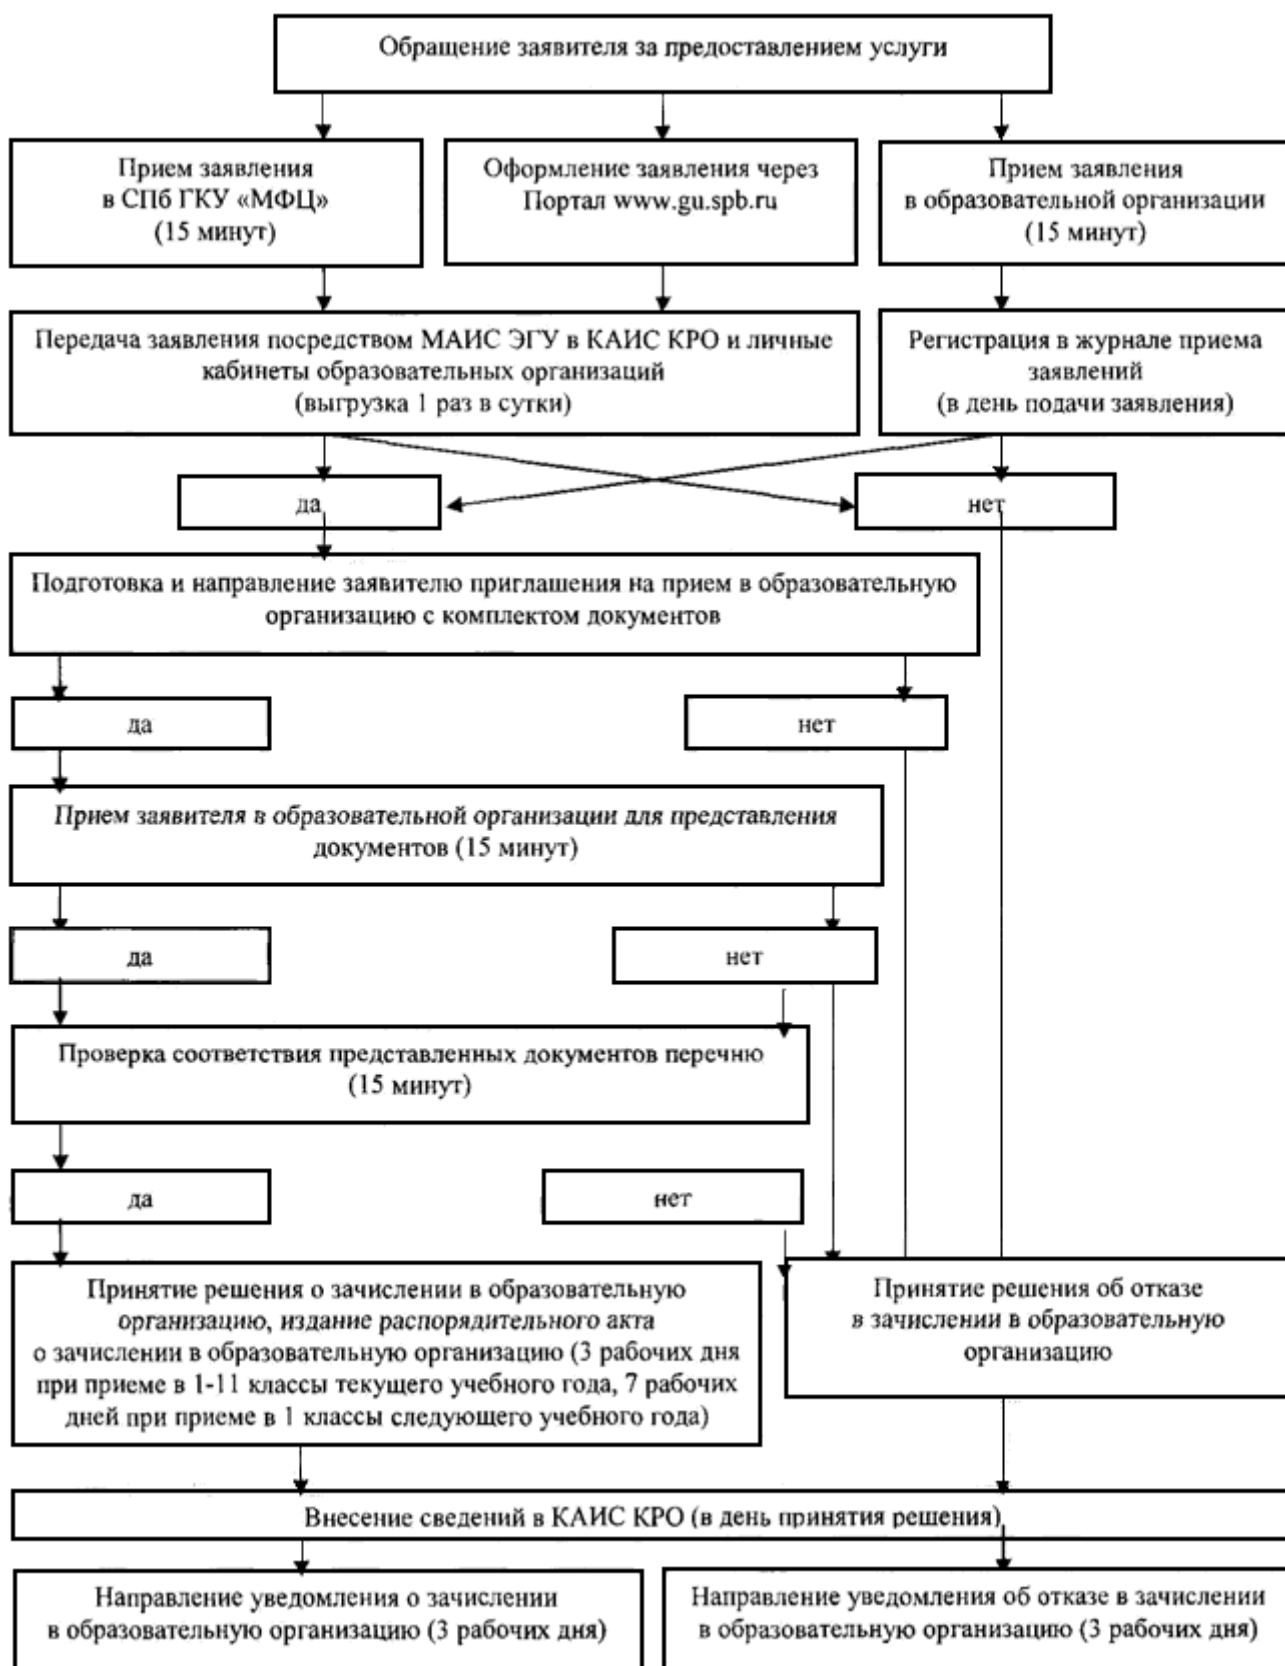 Обращение заявителя за предоставлением услуги
Прием заявления
в СПб ГКУ «МФЦ»
(15 минут)
Оформление заявления через
Портал www.gu.spb.ru
Прием заявления
в образовательной организации
(15 минут)
Передача заявления посредством МАИС ЭГУ в КАИС КРО и личные
кабинеты образовательных организаций
(выгрузка 1 раз в сутки)
Регистрация в журнале приема
заявлений
(в день подачи заявления)
да
нет
Подготовка и направление заявителю приглашения на прием в образовательную
организацию с комплектом документов
да
нет
Прием заявителя в образовательной организации для представления
документов (15 минут)
да
нет
Проверка соответствия представленных документов перечню
(15 минут)
да
нет
Принятие решения о зачислении в образовательную
организацию, издание распорядительного акта
о зачислении в образовательную организацию (3 рабочих дня
при приеме в 1-11 классы текущего учебного года, 7 рабочих
дней при приеме в 1 классы следующего учебного года)
Принятие решения об отказе
в зачислении в образовательную
организацию
Внесение сведений в КАИС КРО (в день принятия решения)
Направление уведомления о зачислении
в образовательную организацию (3 рабочих дня)
Направление уведомления об отказе в зачислении
в образовательную организацию (3 рабочих дня)